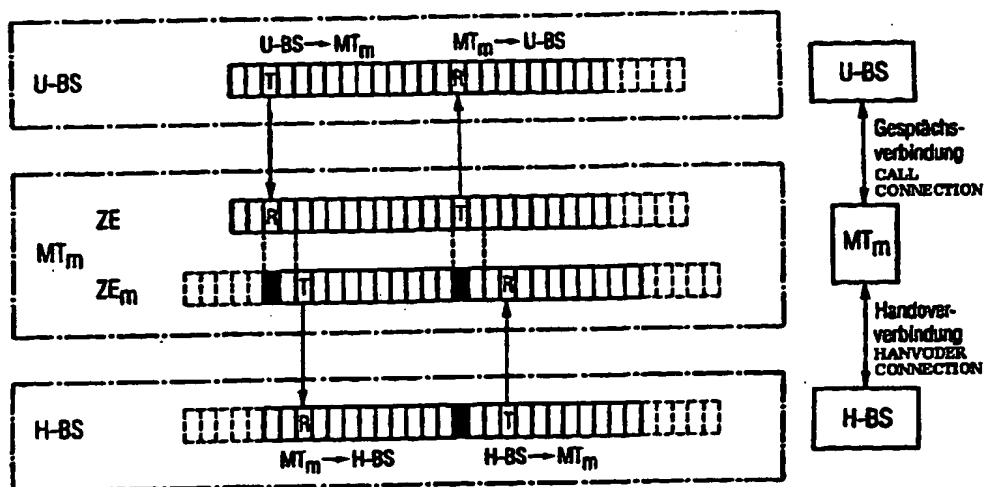 U-BS→MTm MTm→U-BS
U-BS
T R
ZE
R T
MTm
ZEm
T R
H-BS
R T
MTm→H-BS H-BS→MTm
U-BS
Gesprächs-
verbindung
CALL
CONNECTION
MTm
Handover-
verbindung
HANVODER
CONNECTION
H-BS